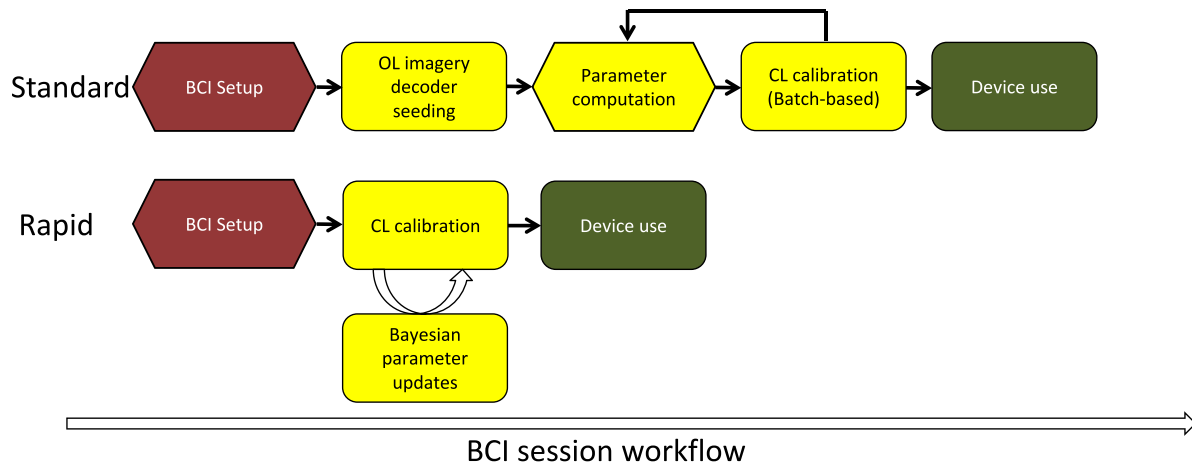 Standard
BCI Setup
OL imagery
decoder
seeding
Parameter
computation
CL calibration
(Batch-based)
Device use
Rapid
BCI Setup
CL calibration
Device use
Bayesian
parameter
updates
BCI session workflow